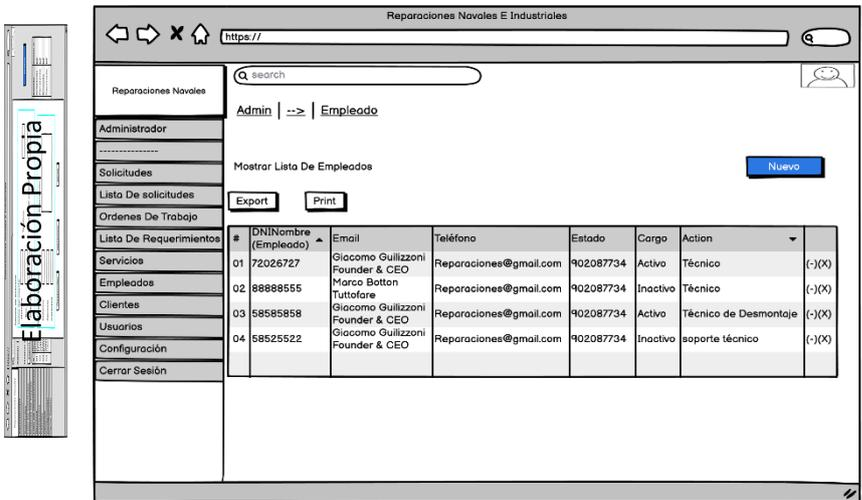 Elaboración Propia
Reparaciones Navales E Industriales
https://
search
Reparaciones Navales
Admin | --> | Empleado
Administrador
---------------
Solicitudes
Lista De solicitudes
Ordenes De Trabajo
Lista De Requerimientos
Servicios
Empleados
Clientes
Usuarios
Configuración
Cerrar Sesión
Mostrar Lista De Empleados
Nuevo
Export
Print
# DNINombre (Empleado) Email Teléfono Estado Cargo Action
01 72026727 Giacomo Guilizzoni Founder & CEO Reparaciones@gmail.com 902087734 Activo Técnico (-)(X)
02 88888555 Marco Botton Tuttofare Reparaciones@gmail.com 902087734 Inactivo Técnico (-)(X)
03 58585858 Giacomo Guilizzoni Founder & CEO Reparaciones@gmail.com 902087734 Activo Técnico de Desmontaje (-)(X)
04 58525522 Giacomo Guilizzoni Founder & CEO Reparaciones@gmail.com 902087734 Inactivo soporte técnico (-)(X)